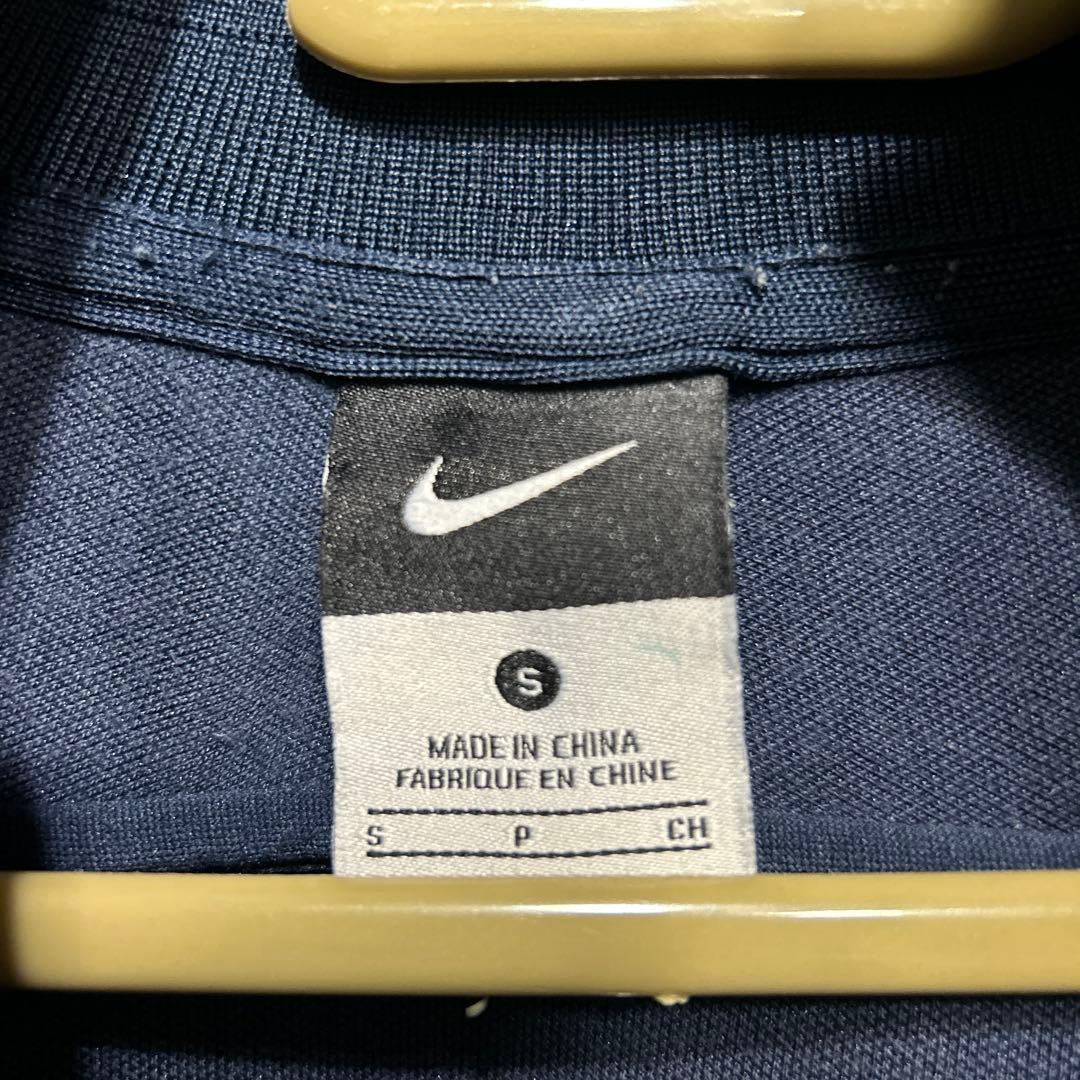 S
MADE IN CHINA
FABRIQUE EN CHINE
S P CH